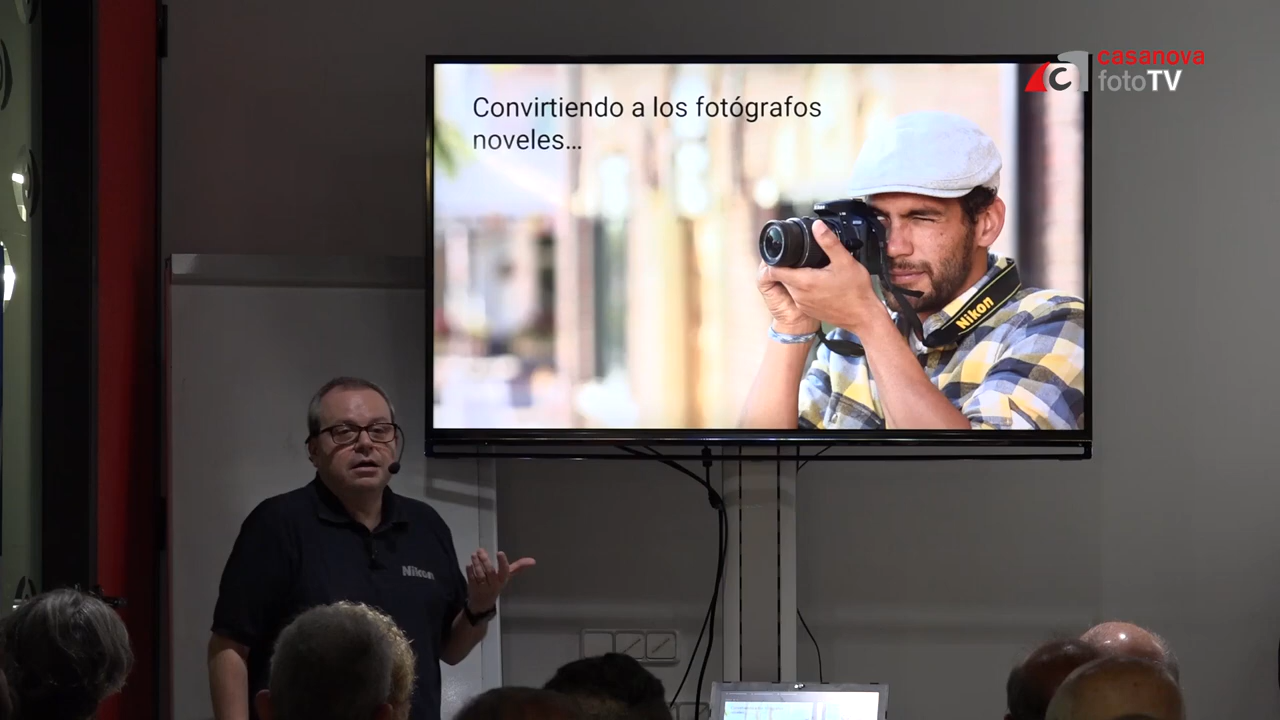 casanova
fotoTV
Convirtiendo a los fotógrafos
noveles…
Nikon
Nikon